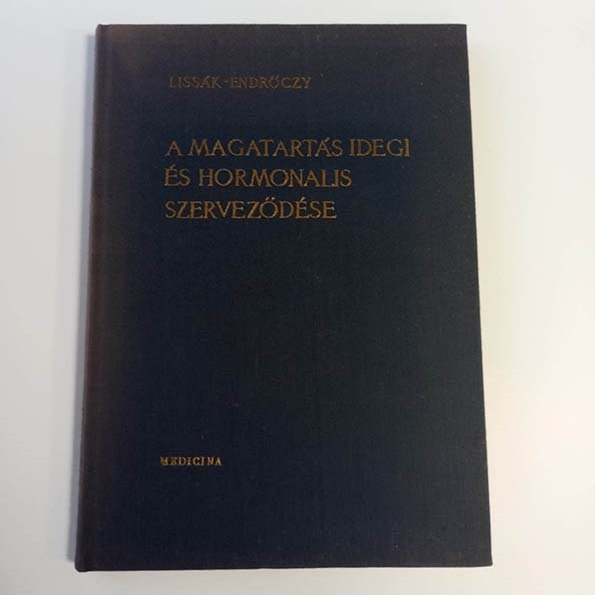 LISSÁK-ENDRŐCZY
A MAGATARTÁS IDEGI
ÉS HORMONALIS
SZERVEZŐDÉSE
MEDICINA